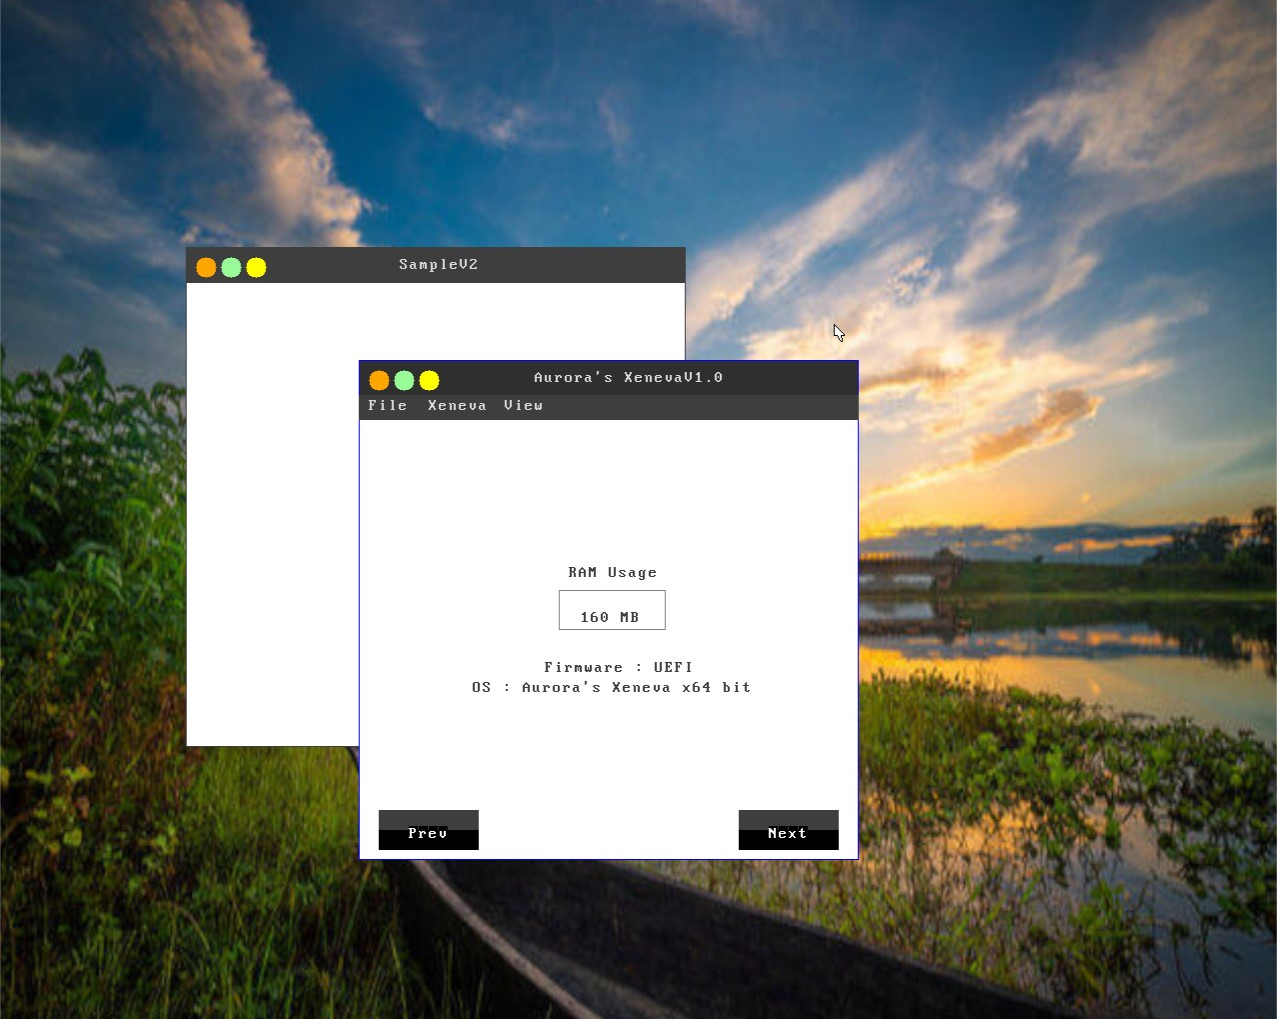 SampleV2
Aurora's XenevaV1.0
File Xeneva View
RAM Usage
160 MB
Firmware : UEFI
OS : Aurora's Xeneva x64 bit
Prev Next